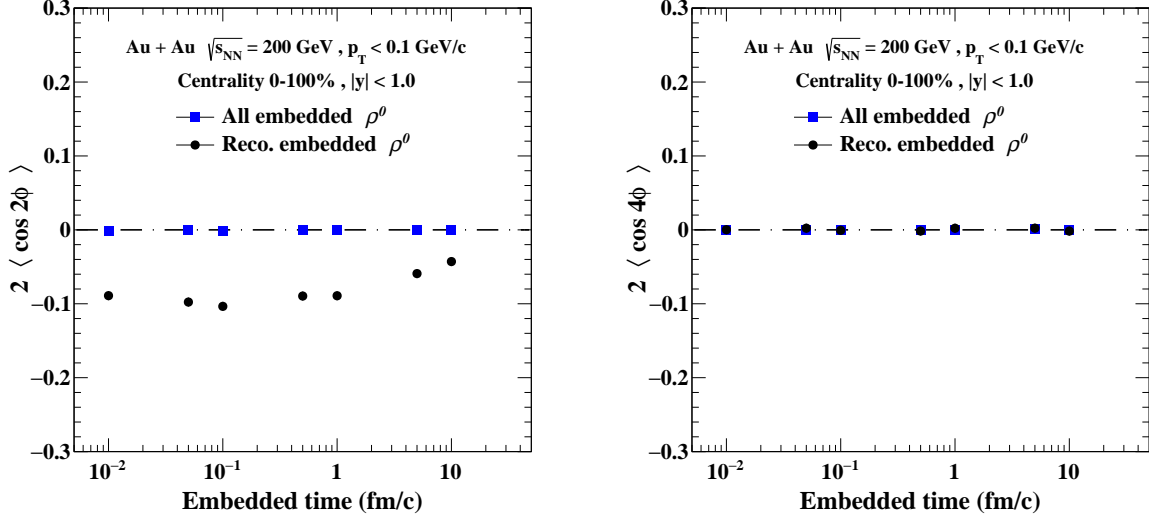 0.3
0.2
0.1
0
−0.1
−0.2
−0.3
2 ⟨ cos 2ϕ ⟩
Au + Au √s_NN = 200 GeV , p_T < 0.1 GeV/c
Centrality 0-100% , |y| < 1.0
All embedded ρ⁰
Reco. embedded ρ⁰
10⁻² 10⁻¹ 1 10
Embedded time (fm/c)
0.3
0.2
0.1
0
−0.1
−0.2
−0.3
2 ⟨ cos 4ϕ ⟩
Au + Au √s_NN = 200 GeV , p_T < 0.1 GeV/c
Centrality 0-100% , |y| < 1.0
All embedded ρ⁰
Reco. embedded ρ⁰
10⁻² 10⁻¹ 1 10
Embedded time (fm/c)